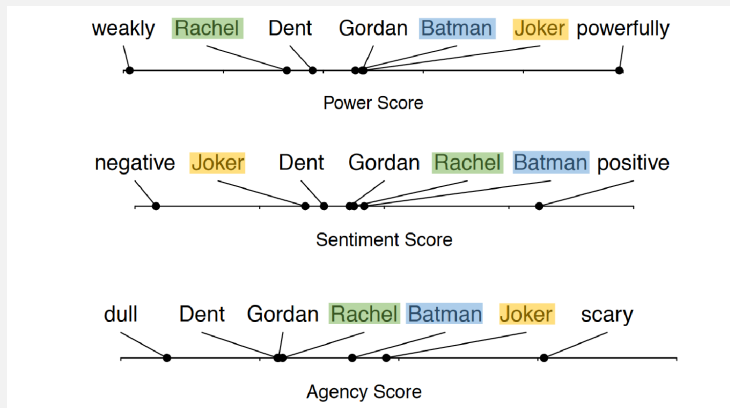 weakly Rachel Dent Gordan Batman Joker powerfully
Power Score
negative Joker Dent Gordan Rachel Batman positive
Sentiment Score
dull Dent Gordan Rachel Batman Joker scary
Agency Score